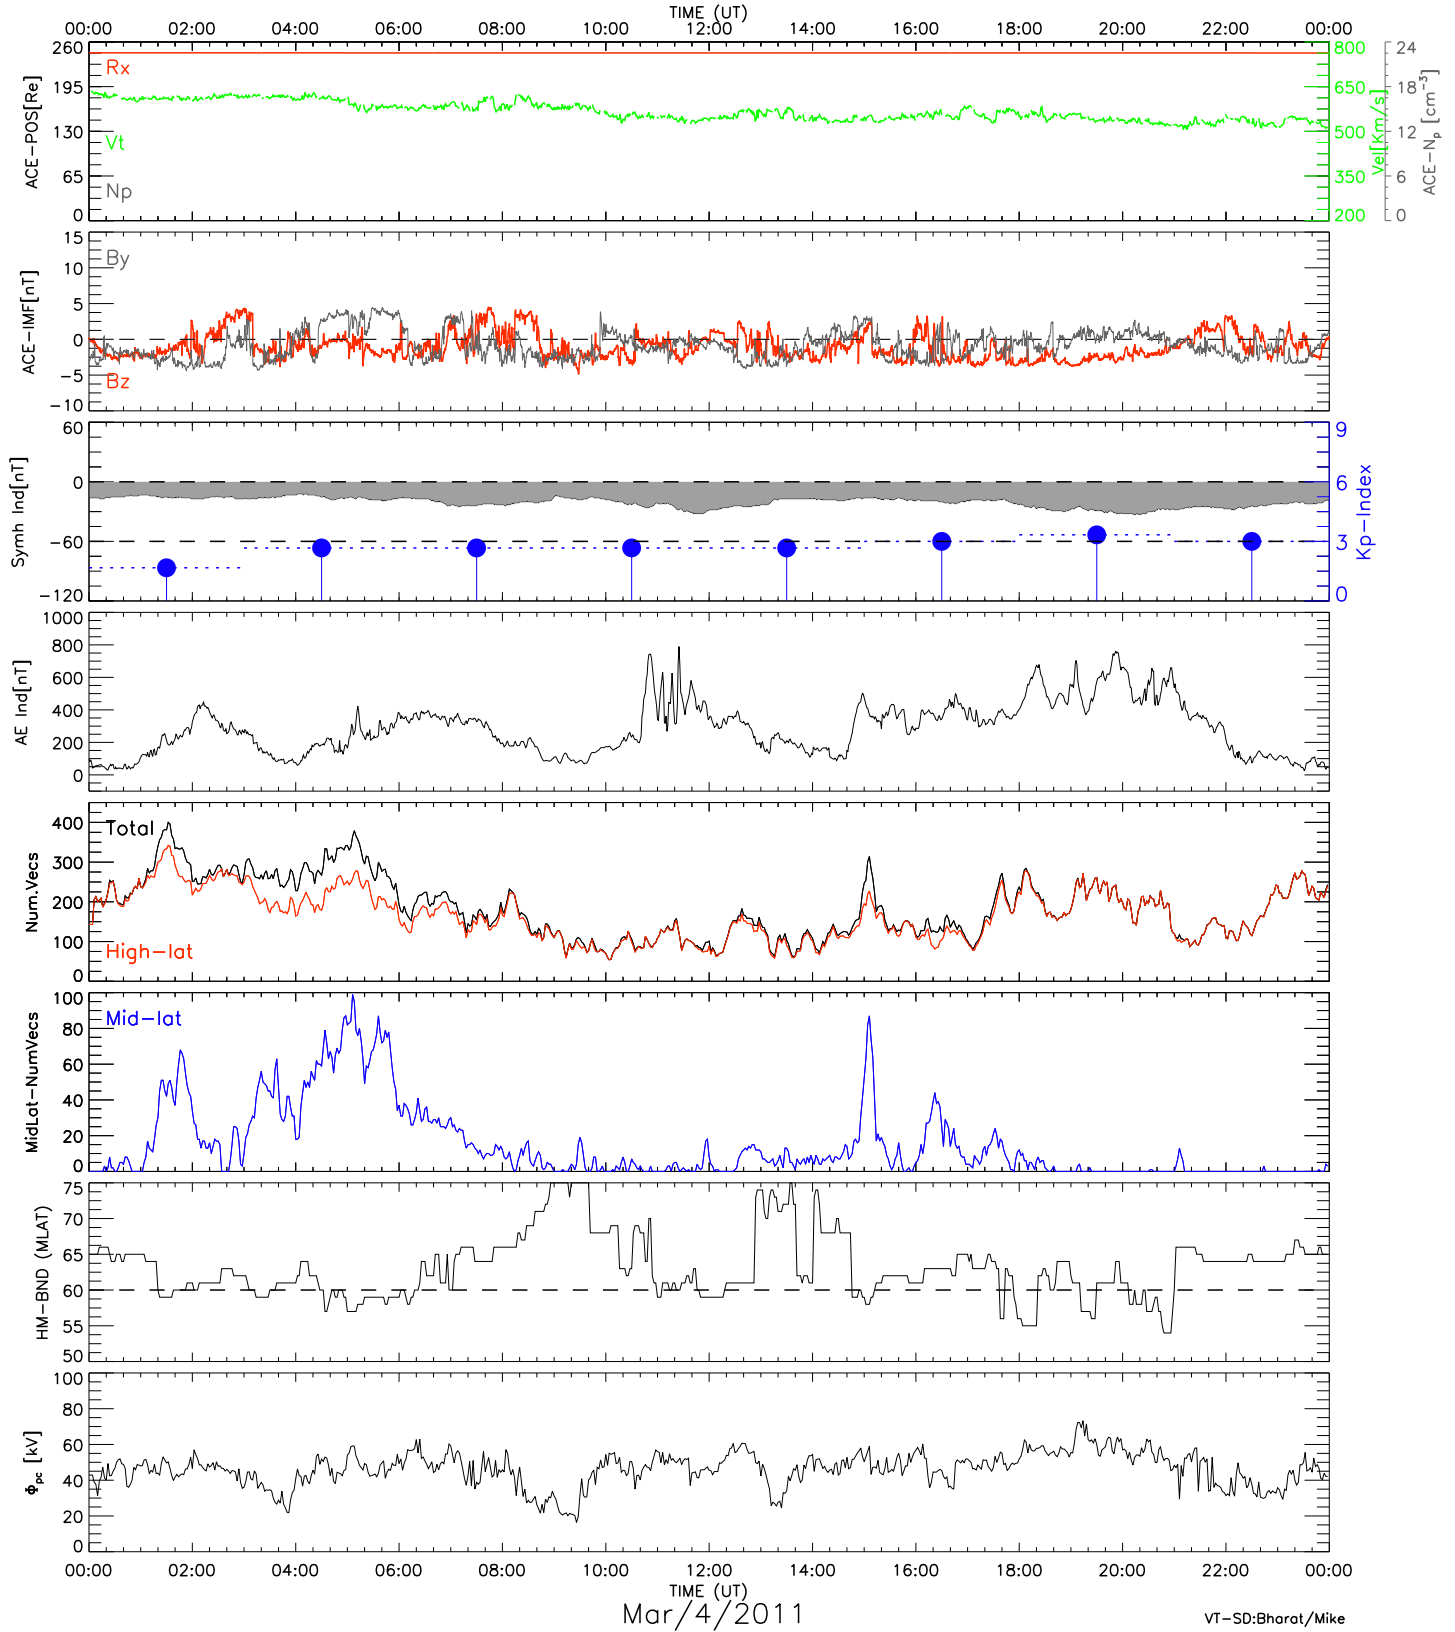 TIME (UT)
00:00 02:00 04:00 06:00 08:00 10:00 12:00 14:00 16:00 18:00 20:00 22:00 00:00
ACE-POS[Re]
260
195
130
65
0
Rx
Vt
Np
800
650
500
350
200
Vel[Km/s]
24
18
12
6
0
ACE-Np [cm⁻³]
ACE-IMF[nT]
15
10
5
0
-5
-10
By
Bz
Symh Ind[nT]
60
0
-60
-120
9
6
3
0
Kp-Index
AE Ind[nT]
1000
800
600
400
200
0
Num.Vecs
400
300
200
100
0
Total
High-lat
MidLat-NumVecs
100
80
60
40
20
0
Mid-lat
HM-BND (MLAT)
75
70
65
60
55
50
Φpc [kV]
100
80
60
40
20
0
00:00 02:00 04:00 06:00 08:00 10:00 12:00 14:00 16:00 18:00 20:00 22:00 00:00
TIME (UT)
Mar/4/2011
VT-SD:Bharat/Mike